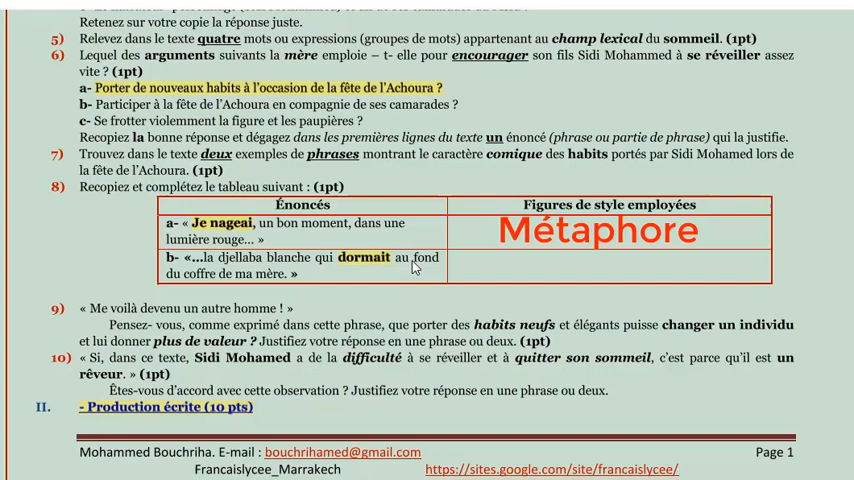 Retenez sur votre copie la réponse juste.
5) Relevez dans le texte quatre mots ou expressions (groupes de mots) appartenant au champ lexical du sommeil. (1pt)
6) Lequel des arguments suivants la mère emploie – t- elle pour encourager son fils Sidi Mohammed à se réveiller assez
vite ? (1pt)
a- Porter de nouveaux habits à l'occasion de la fête de l'Achoura ?
b- Participer à la fête de l'Achoura en compagnie de ses camarades ?
c- Se frotter violemment la figure et les paupières ?
Recopiez la bonne réponse et dégagez dans les premières lignes du texte un énoncé (phrase ou partie de phrase) qui la justifie.
7) Trouvez dans le texte deux exemples de phrases montrant le caractère comique des habits portés par Sidi Mohamed lors de
la fête de l'Achoura. (1pt)
8) Recopiez et complétez le tableau suivant : (1pt)
Énoncés Figures de style employées
a- « Je nageai, un bon moment, dans une
lumière rouge... »
Métaphore
b- «...la djellaba blanche qui dormait au fond
du coffre de ma mère. »
9) « Me voilà devenu un autre homme ! »
Pensez- vous, comme exprimé dans cette phrase, que porter des habits neufs et élégants puisse changer un individu
et lui donner plus de valeur ? Justifiez votre réponse en une phrase ou deux. (1pt)
10) « Si, dans ce texte, Sidi Mohamed a de la difficulté à se réveiller et à quitter son sommeil, c'est parce qu'il est un
rêveur. » (1pt)
Êtes-vous d'accord avec cette observation ? Justifiez votre réponse en une phrase ou deux.
II. - Production écrite (10 pts)
Mohammed Bouchriha. E-mail : bouchrihamed@gmail.com Page 1
Francaislycee_Marrakech https://sites.google.com/site/francaislycee/